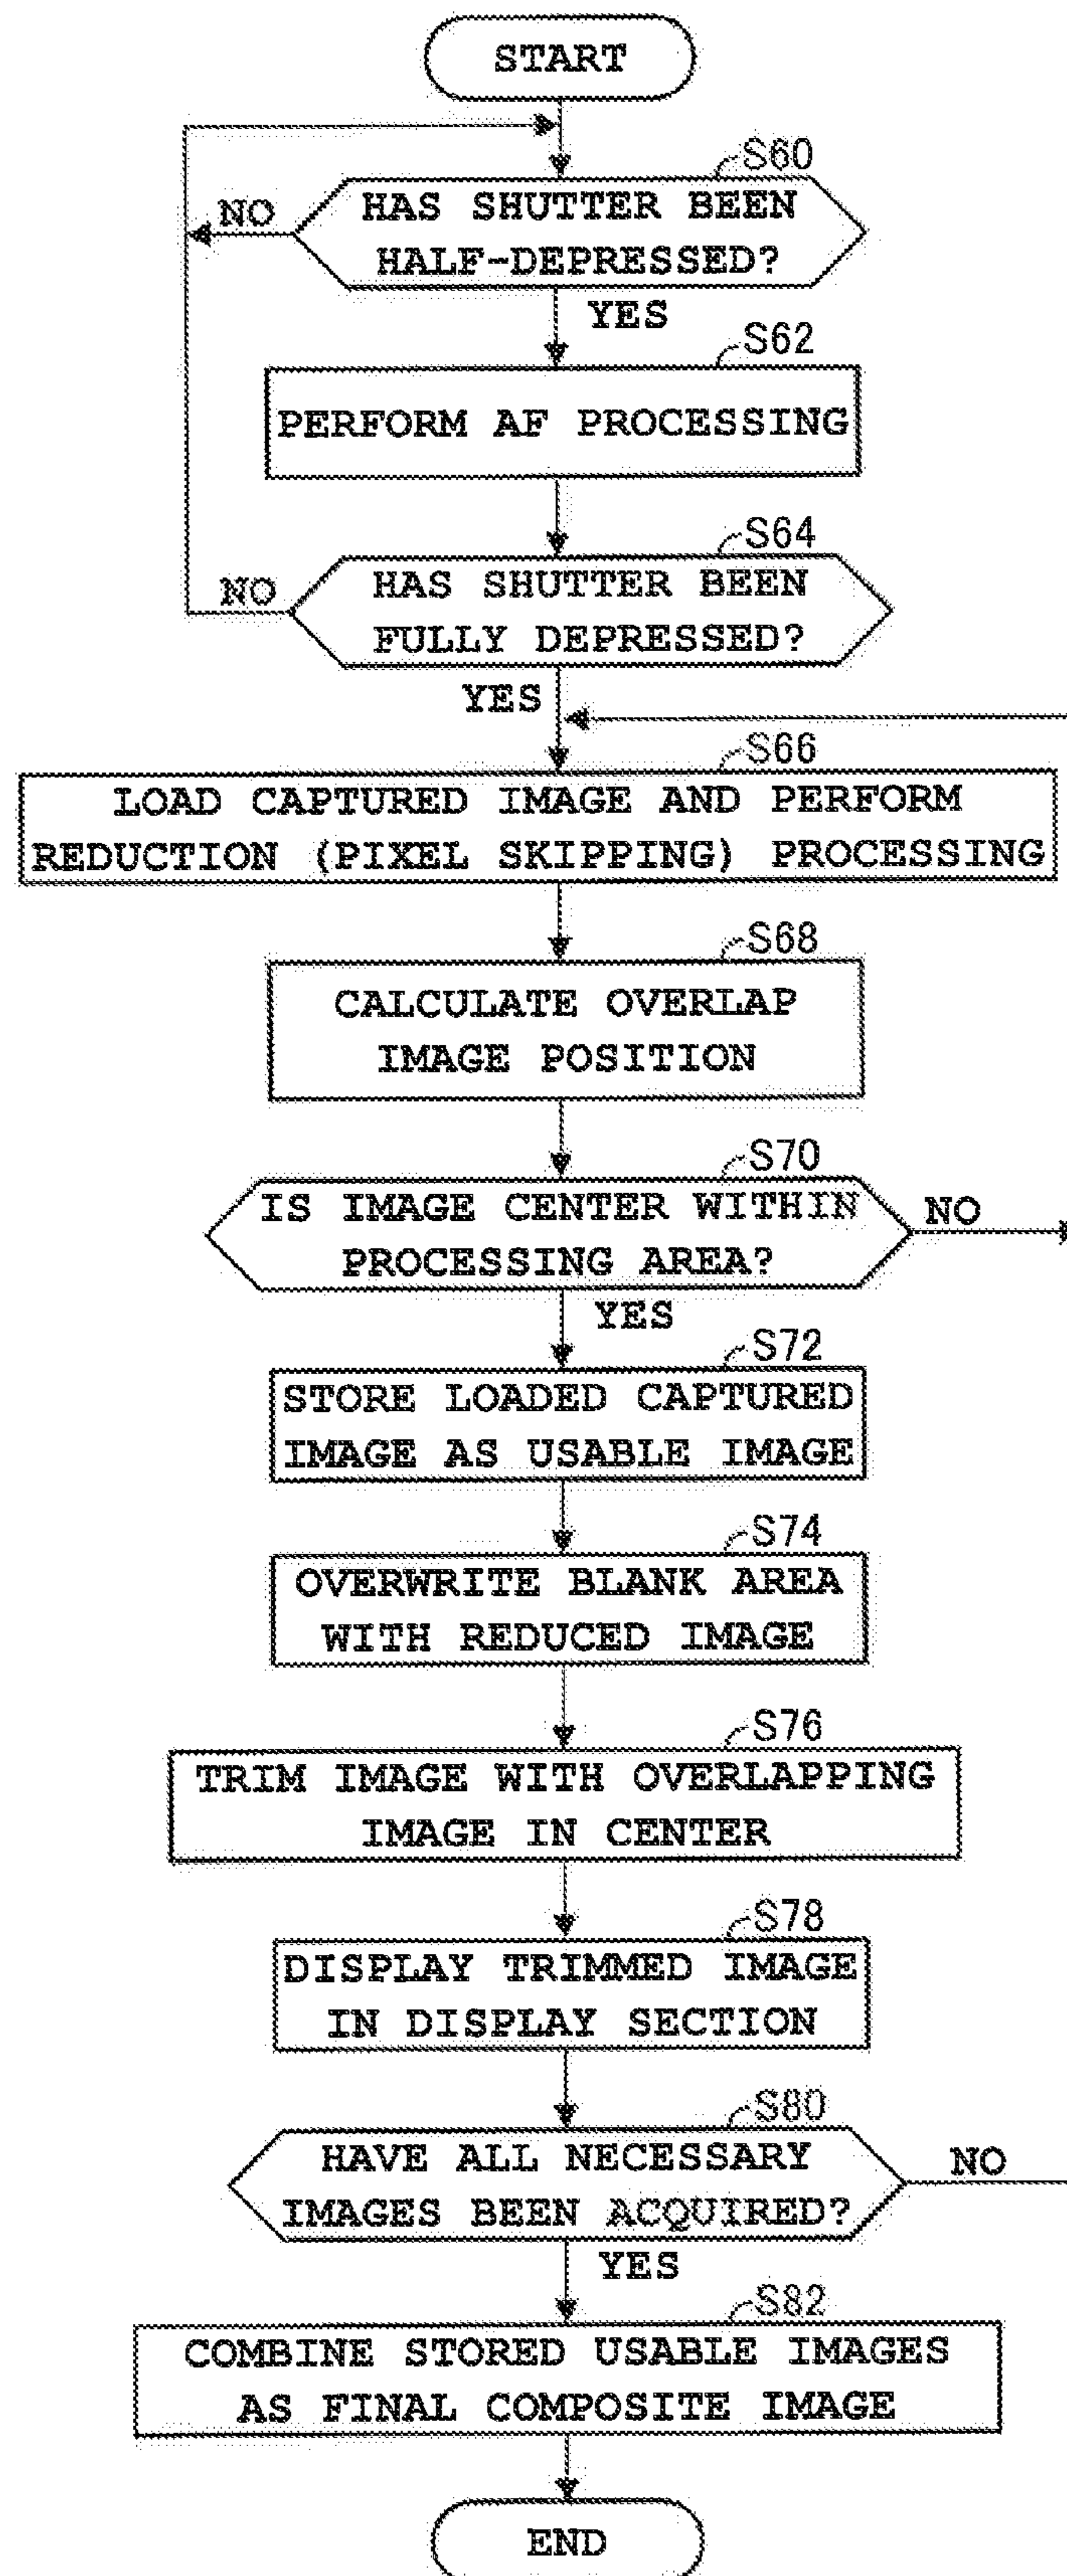 START
S60
HAS SHUTTER BEEN
NO
HALF-DEPRESSED?
YES
S62
PERFORM AF PROCESSING
S64
HAS SHUTTER BEEN
NO
FULLY DEPRESSED?
YES
S66
LOAD CAPTURED IMAGE AND PERFORM
REDUCTION (PIXEL SKIPPING) PROCESSING
S68
CALCULATE OVERLAP
IMAGE POSITION
S70
IS IMAGE CENTER WITHIN
NO
PROCESSING AREA?
YES
S72
STORE LOADED CAPTURED
IMAGE AS USABLE IMAGE
S74
OVERWRITE BLANK AREA
WITH REDUCED IMAGE
S76
TRIM IMAGE WITH OVERLAPPING
IMAGE IN CENTER
S78
DISPLAY TRIMMED IMAGE
IN DISPLAY SECTION
S80
HAVE ALL NECESSARY
NO
IMAGES BEEN ACQUIRED?
YES
S82
COMBINE STORED USABLE IMAGES
AS FINAL COMPOSITE IMAGE
END